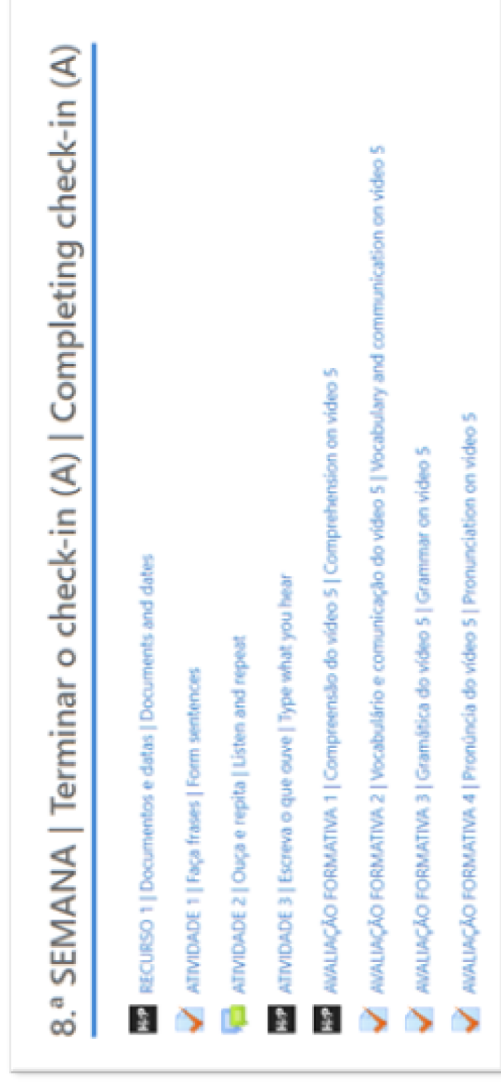 8.ª SEMANA | Terminar o check-in (A) | Completing check-in (A)
H-P RECURSO 1 | Documentos e datas | Documents and dates
ATIVIDADE 1 | Faça frases | Form sentences
ATIVIDADE 2 | Ouça e repita | Listen and repeat
H-P ATIVIDADE 3 | Escreva o que ouve | Type what you hear
H-P AVALIAÇÃO FORMATIVA 1 | Compreensão do vídeo 5 | Comprehension on video 5
AVALIAÇÃO FORMATIVA 2 | Vocabulário e comunicação do vídeo 5 | Vocabulary and communication on video 5
AVALIAÇÃO FORMATIVA 3 | Gramática do vídeo 5 | Grammar on video 5
AVALIAÇÃO FORMATIVA 4 | Pronúncia do vídeo 5 | Pronunciation on video 5